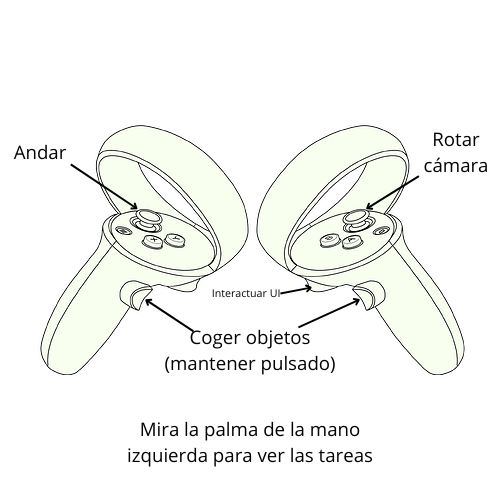 Andar
Rotar
cámara
Interactuar UI
Coger objetos
(mantener pulsado)
Mira la palma de la mano
izquierda para ver las tareas